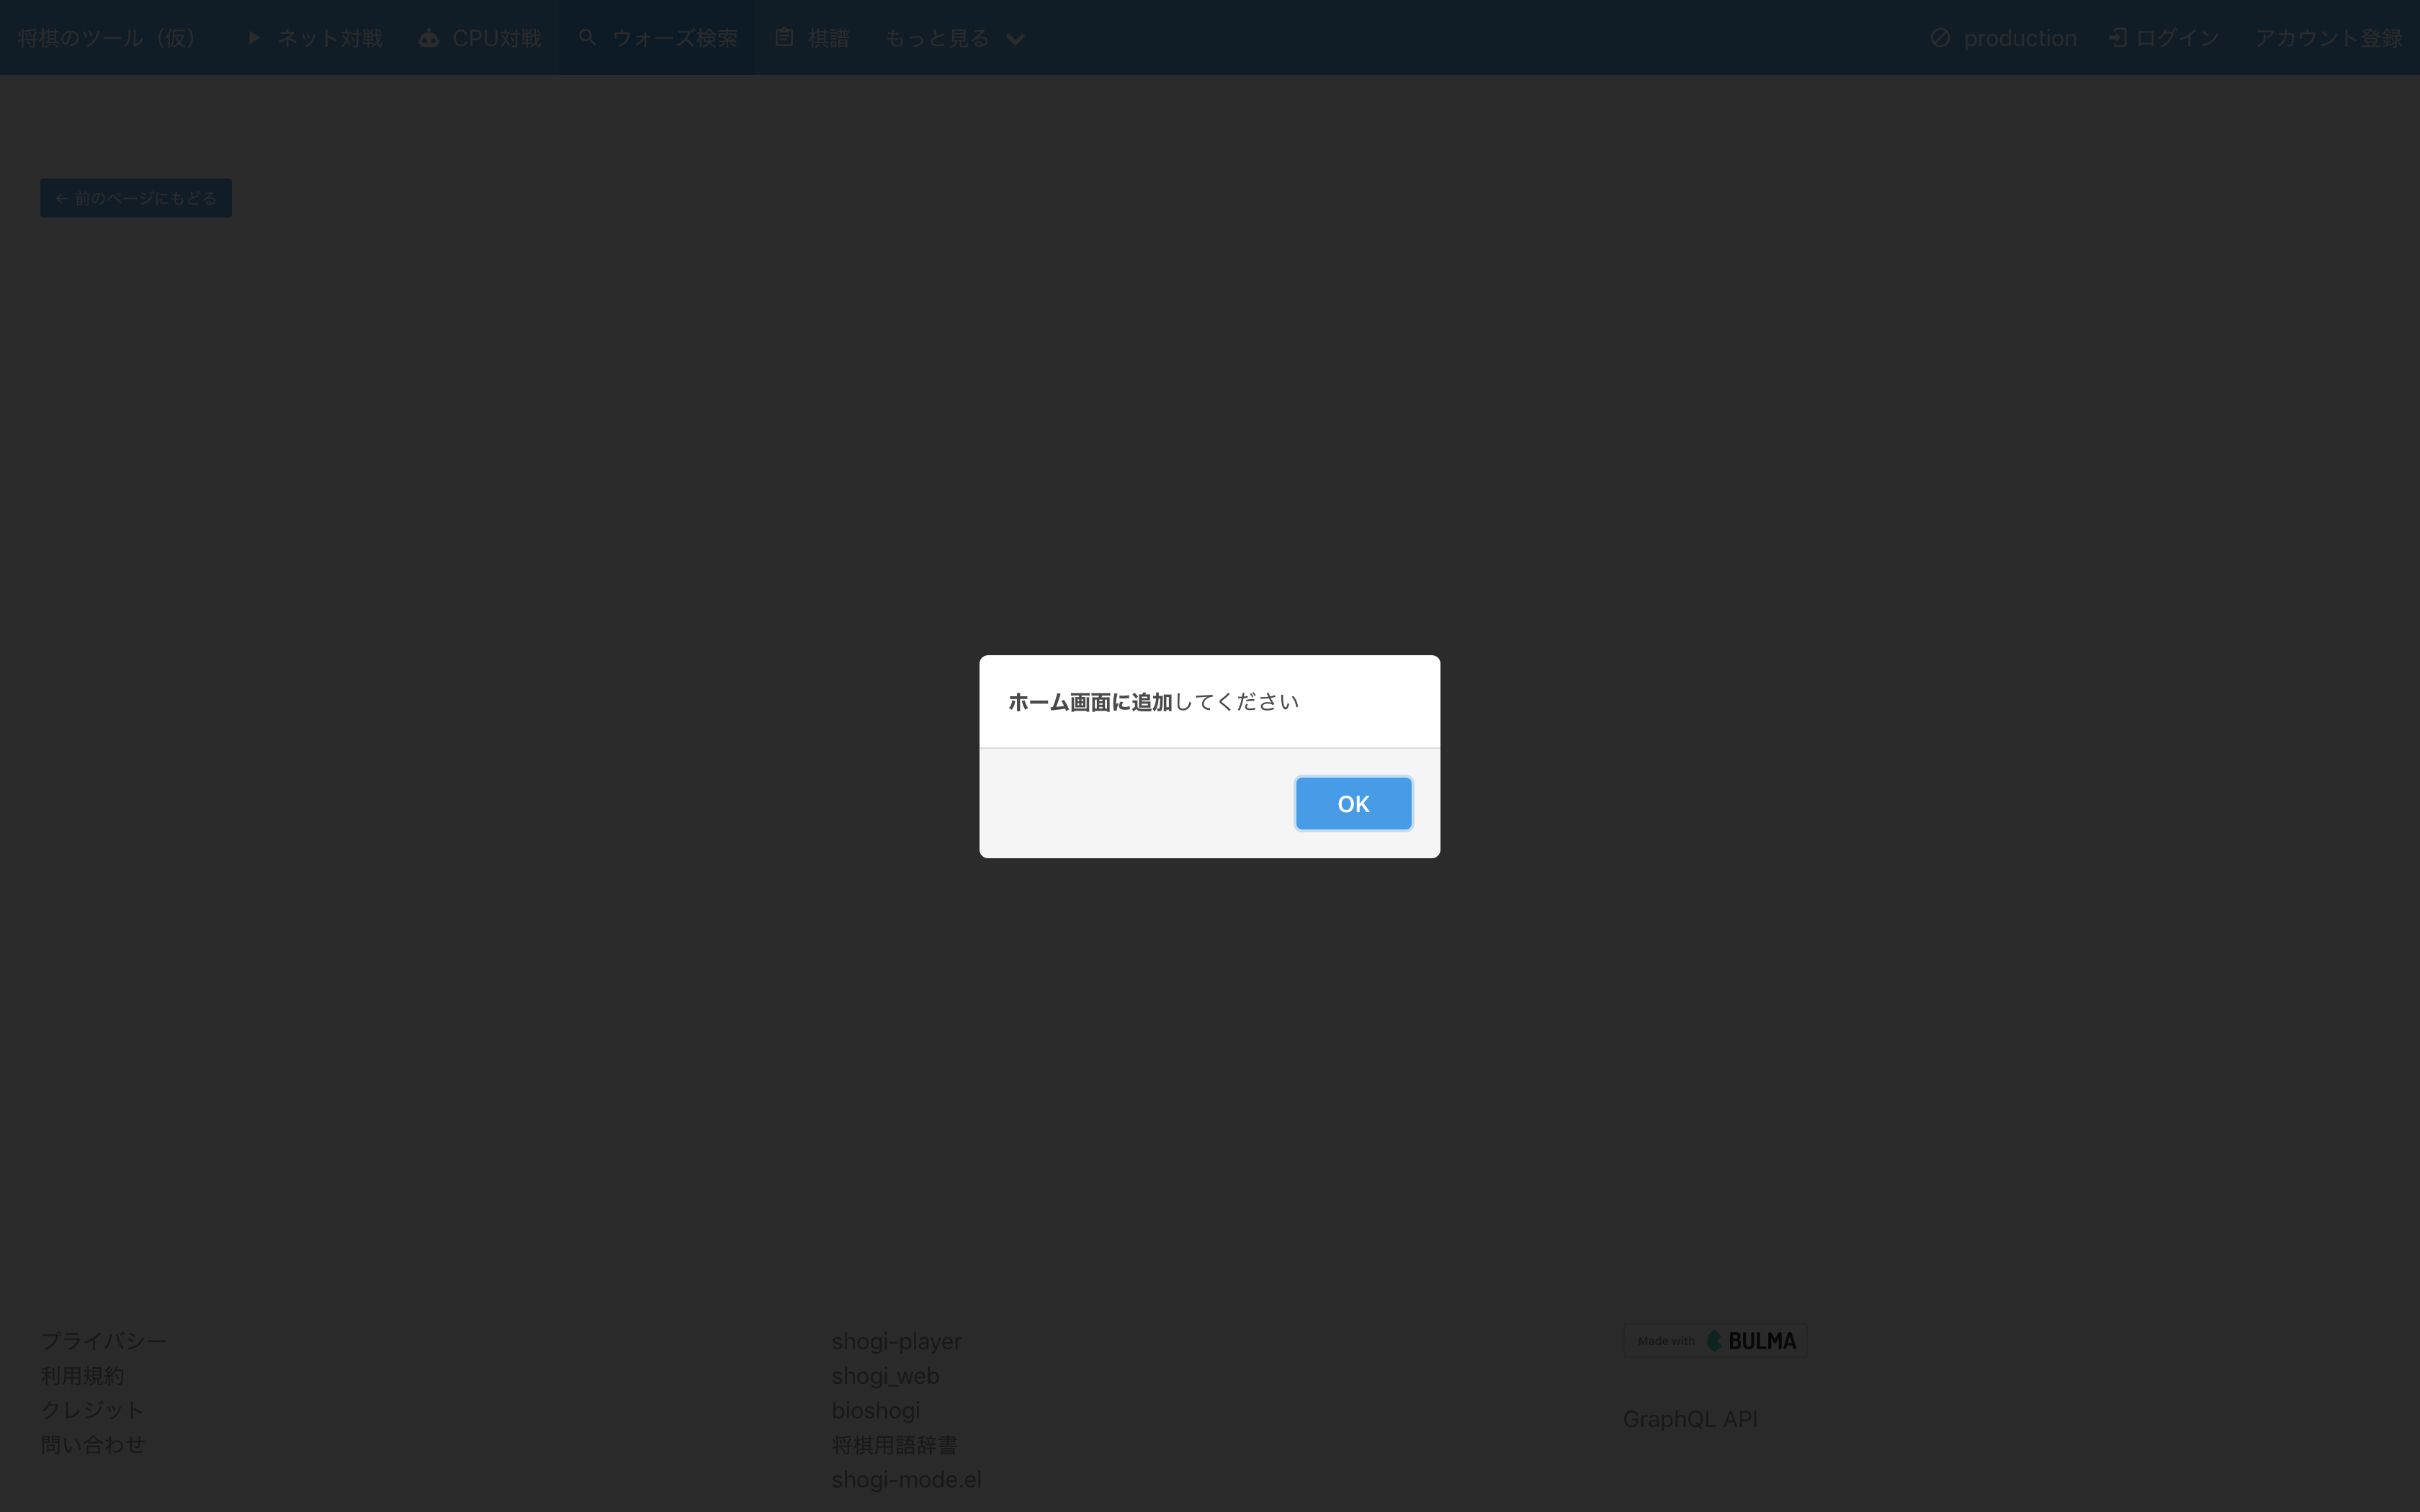 将棋のツール（仮） ネット対戦 CPU対戦 ウォーズ検索 棋譜 もっと見る production ログイン アカウント登録
← 前のページにもどる
ホーム画面に追加してください
OK
プライバシー
利用規約
クレジット
問い合わせ
shogi-player
shogi_web
bioshogi
将棋用語辞書
shogi-mode.el
Made with BULMA
GraphQL API